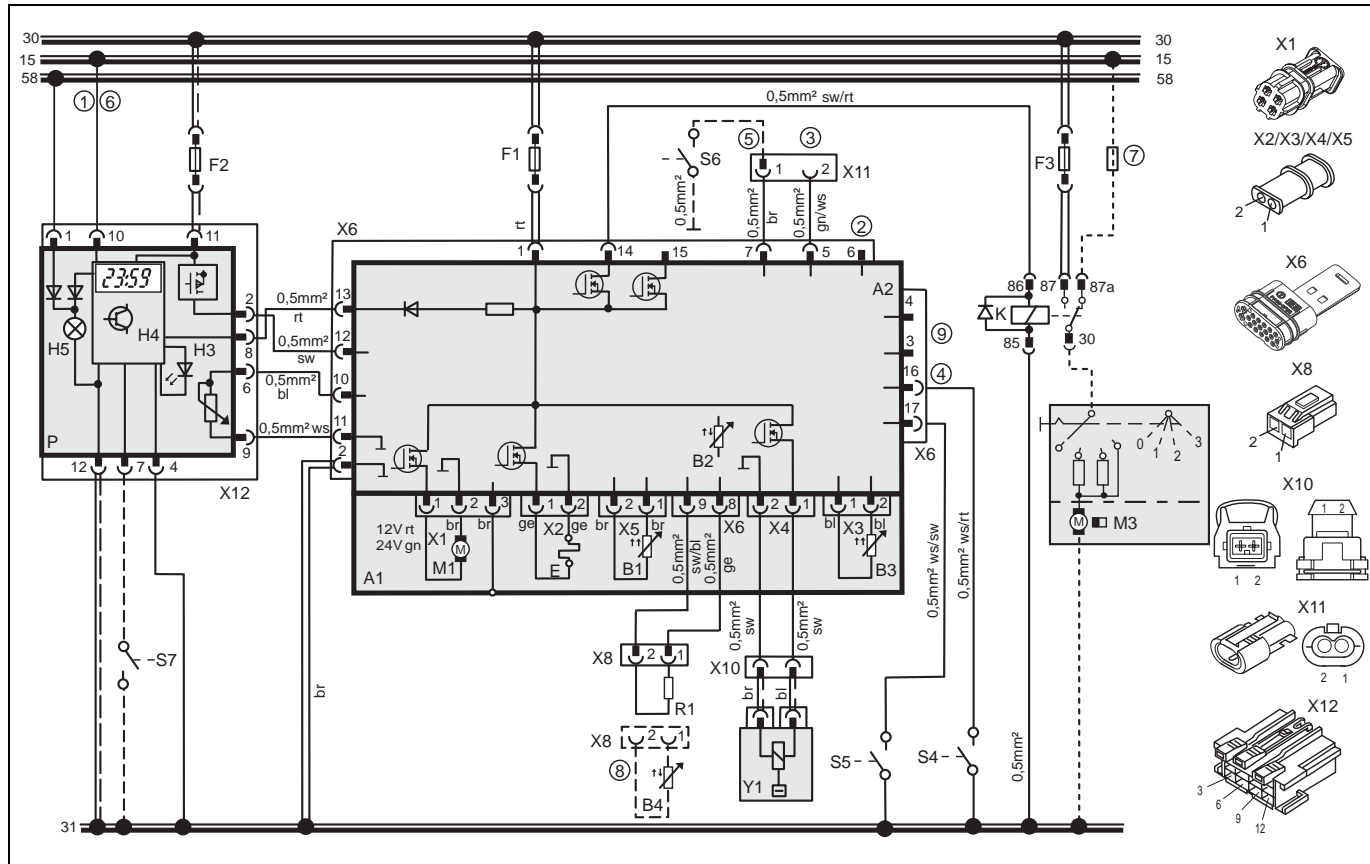 30 30 X1
15 15
58 58
① ⑥ 0,5mm² sw/rt X2/X3/X4/X5
F2 F1 S6 ⑤ ③ F3 ⑦
1 2 X11 2
0,5mm² 0,5mm² br 0,5mm² gn/ws 1
rt
1 10 11 X6 1 14 15 7 5 ② 6 X6
23:59 A2 86 87 87a
2 0,5mm² rt 13 4 K
H4 H5 H3 8 0,5mm² sw 12 3 ⑨ 85 30
6 0,5mm² bl 10 16 ④ X8
P 9 0,5mm² ws 11 17 2 1
12 7 4 2 B2 X6 0 1 2 3
X12 X10
1 2 3 1 2 2 1 9 8 2 1 1 2 1 2
12V rt 24V gn X1 br br ge X2 ge br X5 br X6 X4 bl X3 bl M M3
M M1 E B1 0,5mm² sw/bl 0,5mm² ge B3 1 2
A1 0,5mm² ws/sw 0,5mm² ws/rt X11
0,5mm² sw 0,5mm² sw
S7 X8 2 1 X10 2 1
br R1 br bl X12
X8 2 1 S5 S4 0,5mm²
⑧ B4 Y1 3 6 9 12
31